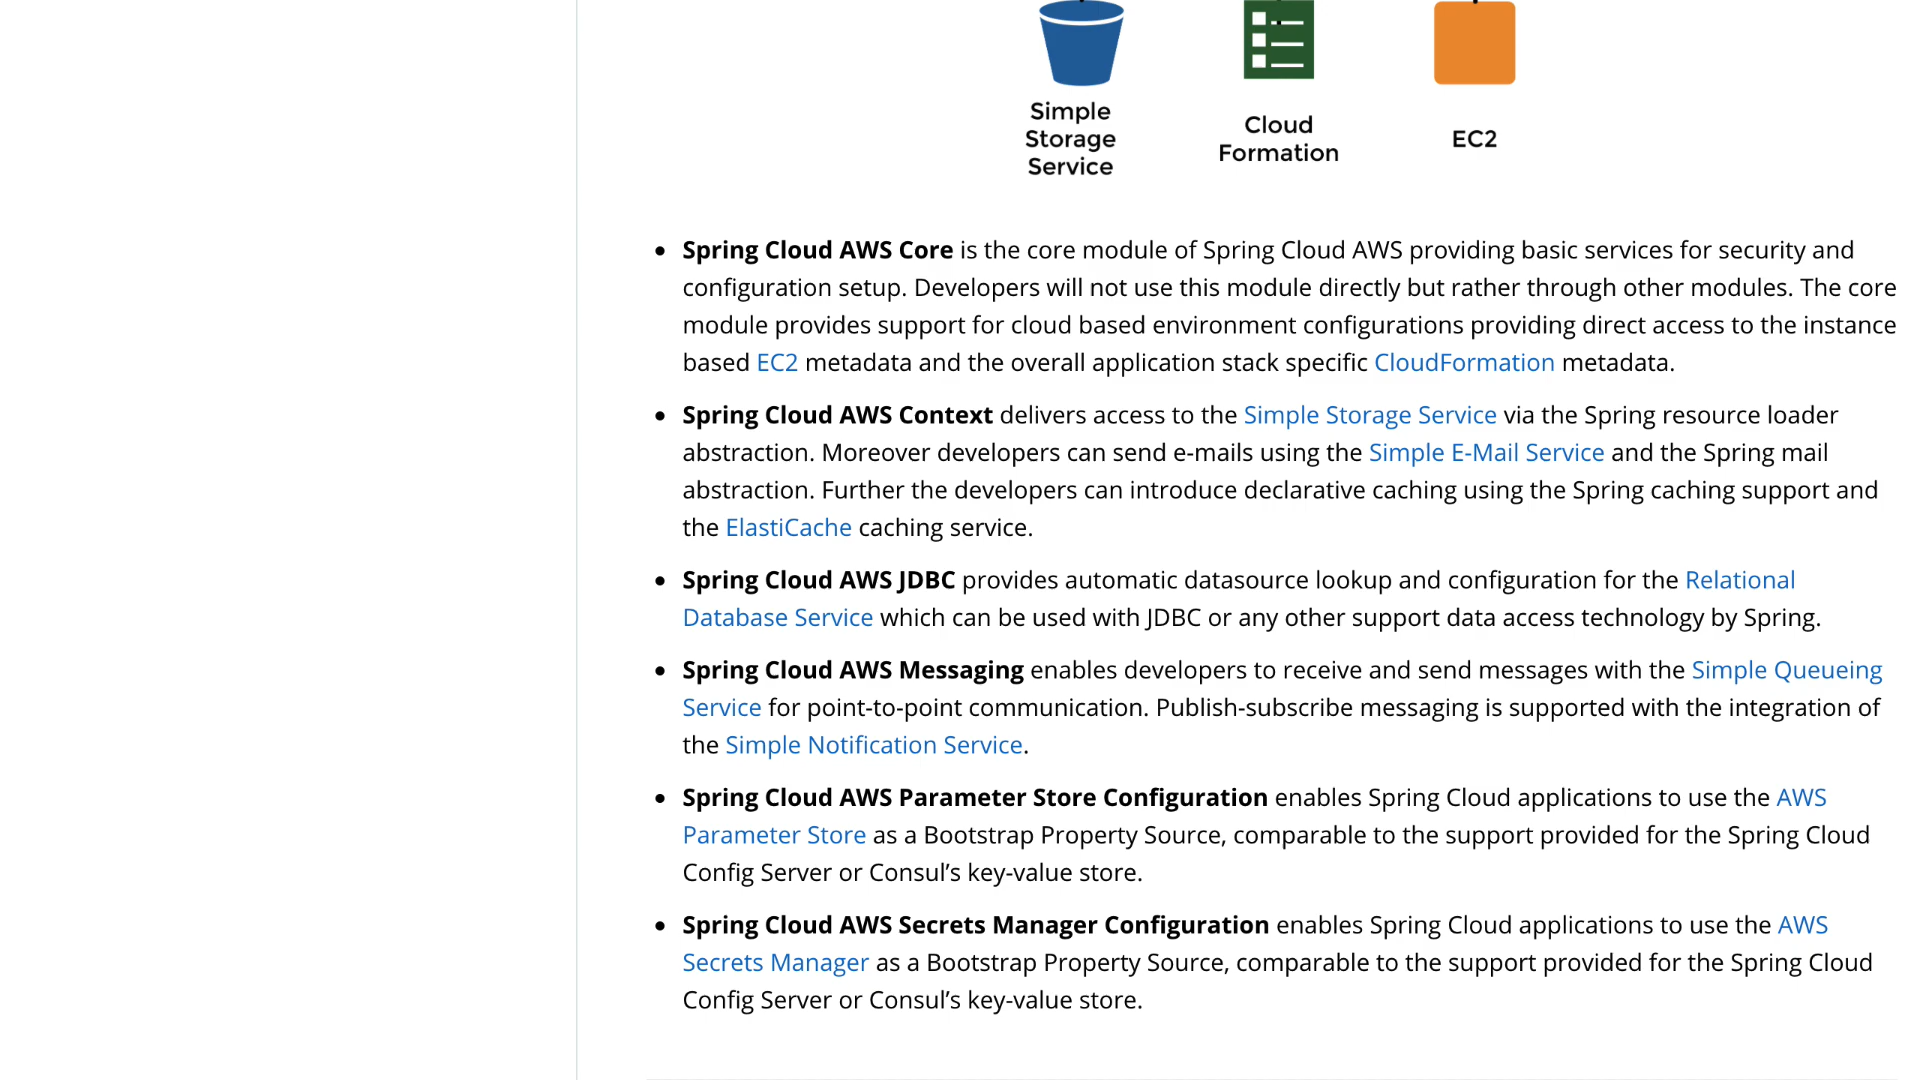 Simple
Storage
Service
Cloud
Formation
EC2
Spring Cloud AWS Core is the core module of Spring Cloud AWS providing basic services for security and
configuration setup. Developers will not use this module directly but rather through other modules. The core
module provides support for cloud based environment configurations providing direct access to the instance
based EC2 metadata and the overall application stack specific CloudFormation metadata.
Spring Cloud AWS Context delivers access to the Simple Storage Service via the Spring resource loader
abstraction. Moreover developers can send e-mails using the Simple E-Mail Service and the Spring mail
abstraction. Further the developers can introduce declarative caching using the Spring caching support and
the ElastiCache caching service.
Spring Cloud AWS JDBC provides automatic datasource lookup and configuration for the Relational
Database Service which can be used with JDBC or any other support data access technology by Spring.
Spring Cloud AWS Messaging enables developers to receive and send messages with the Simple Queueing
Service for point-to-point communication. Publish-subscribe messaging is supported with the integration of
the Simple Notification Service.
Spring Cloud AWS Parameter Store Configuration enables Spring Cloud applications to use the AWS
Parameter Store as a Bootstrap Property Source, comparable to the support provided for the Spring Cloud
Config Server or Consul’s key-value store.
Spring Cloud AWS Secrets Manager Configuration enables Spring Cloud applications to use the AWS
Secrets Manager as a Bootstrap Property Source, comparable to the support provided for the Spring Cloud
Config Server or Consul’s key-value store.